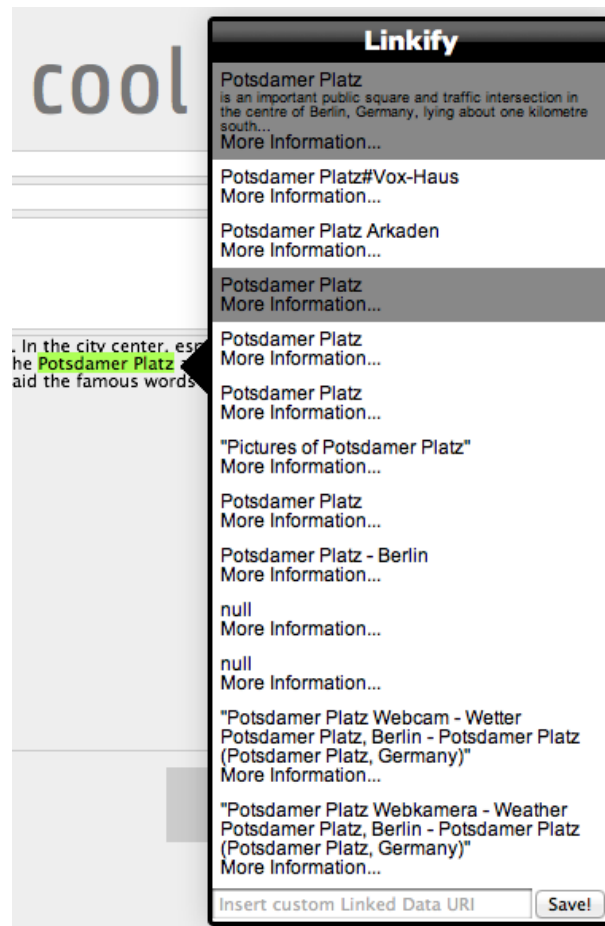 cool
Linkify
Potsdamer Platz
is an important public square and traffic intersection in
the centre of Berlin, Germany, lying about one kilometre
south...
More Information...
Potsdamer Platz#Vox-Haus
More Information...
Potsdamer Platz Arkaden
More Information...
Potsdamer Platz
More Information...
Potsdamer Platz
More Information...
Potsdamer Platz
More Information...
"Pictures of Potsdamer Platz"
More Information...
Potsdamer Platz
More Information...
Potsdamer Platz - Berlin
More Information...
null
More Information...
null
More Information...
"Potsdamer Platz Webcam - Wetter
Potsdamer Platz, Berlin - Potsdamer Platz
(Potsdamer Platz, Germany)"
More Information...
"Potsdamer Platz Webkamera - Weather
Potsdamer Platz, Berlin - Potsdamer Platz
(Potsdamer Platz, Germany)"
More Information...
Insert custom Linked Data URI Save!
. In the city center, esp
he Potsdamer Platz
aid the famous words